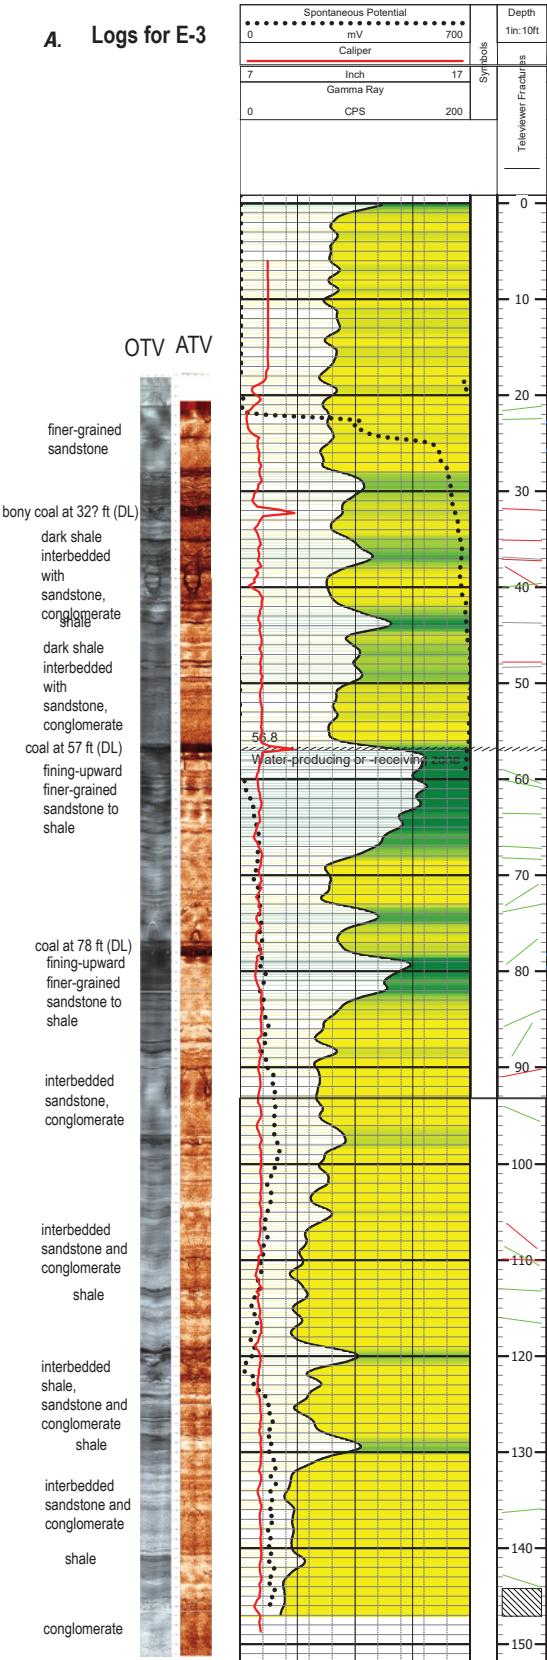 A. Logs for E-3
Spontaneous Potential
0 mV 700
Caliper
7 Inch 17
Gamma Ray
0 CPS 200
Symbols
Depth
1in:10ft
Televiewer Fractures
OTV ATV
0
10
20
finer-grained
sandstone
30
bony coal at 32? ft (DL)
dark shale
interbedded
with
sandstone,
conglomerate
40
shale
dark shale
interbedded
with
sandstone,
conglomerate
50
56.8
coal at 57 ft (DL)
Water-producing or -receiving zone
fining-upward
finer-grained
sandstone to
shale
60
70
coal at 78 ft (DL)
fining-upward
finer-grained
sandstone to
shale
80
90
interbedded
sandstone,
conglomerate
100
interbedded
sandstone and
conglomerate
110
shale
120
interbedded
shale,
sandstone and
conglomerate
shale
130
interbedded
sandstone and
conglomerate
140
shale
conglomerate
150